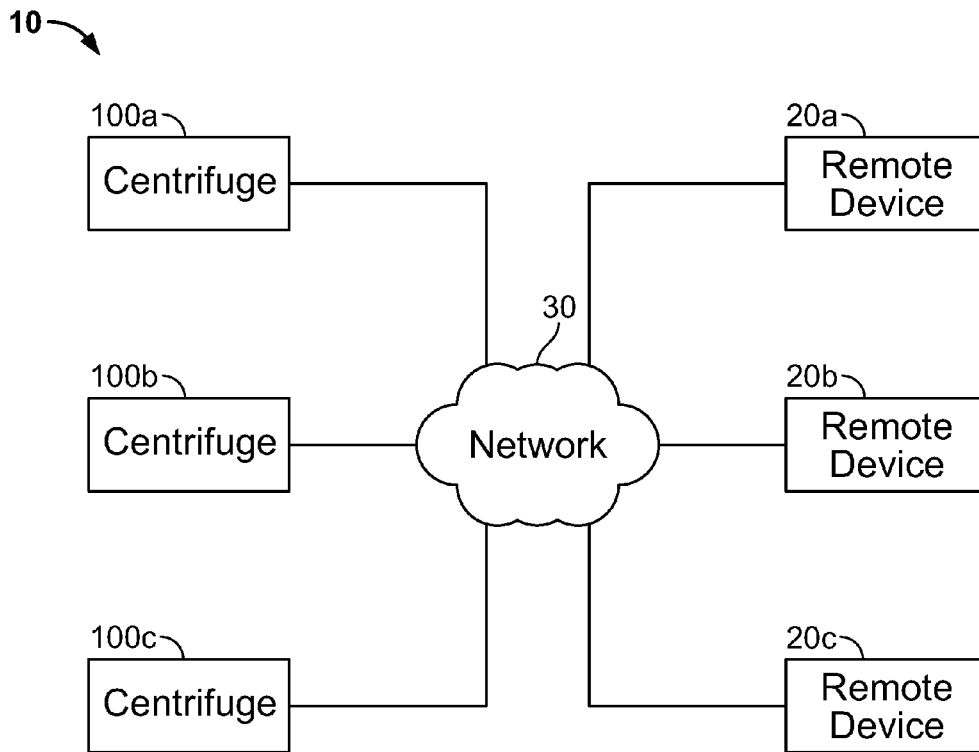 10
100a
Centrifuge
20a
Remote
Device
30
100b
Centrifuge
Network
20b
Remote
Device
100c
Centrifuge
20c
Remote
Device